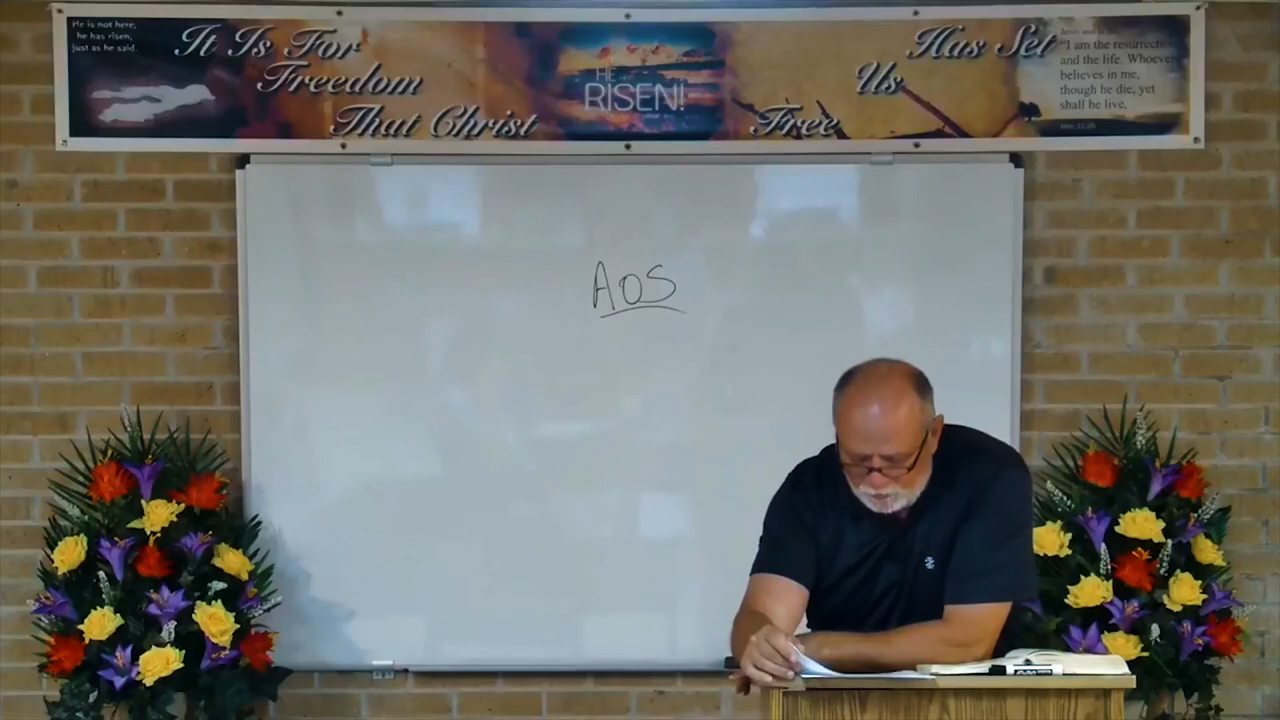 He is not here,
he has risen,
just as he said.
It Is For
Freedom
That Christ
HE
RISEN!
Has Set
Us
Free
"I am the resurrection
and the life. Whoever
believes in me,
though he die, yet
shall he live,
AOS